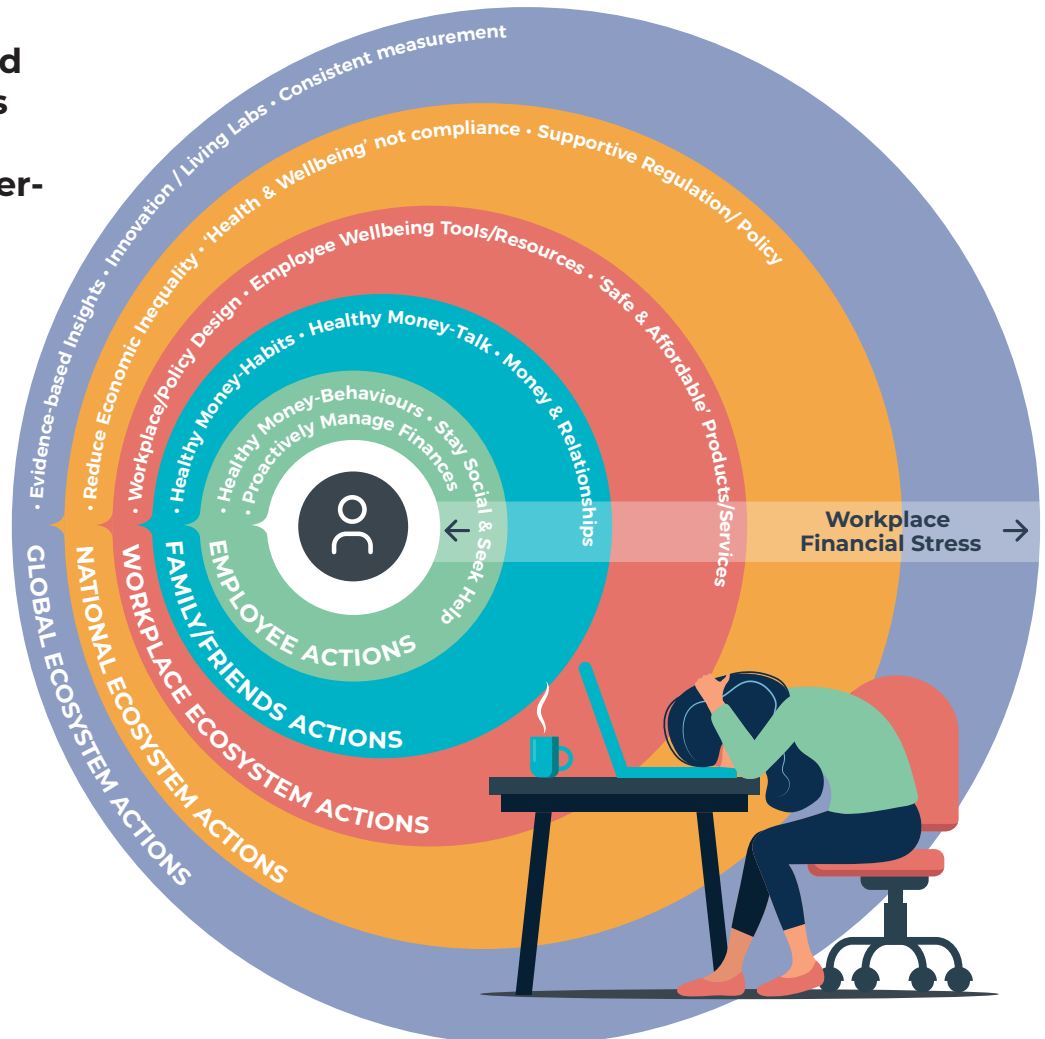 d
s
er-
• Evidence-based Insights • Innovation / Living Labs • Consistent measurement
• Reduce Economic Inequality • ‘Health & Wellbeing’ not compliance • Supportive Regulation/Policy
• Workplace/Policy Design • Employee Wellbeing Tools/Resources • ‘Safe & Affordable’ Products/Services
• Healthy Money-Habits • Healthy Money-Talk • Money & Relationships
• Healthy Money-Behaviours • Stay Social & Seek Help
• Proactively Manage Finances
Workplace
Financial Stress
EMPLOYEE ACTIONS
FAMILY/FRIENDS ACTIONS
WORKPLACE ECOSYSTEM ACTIONS
NATIONAL ECOSYSTEM ACTIONS
GLOBAL ECOSYSTEM ACTIONS